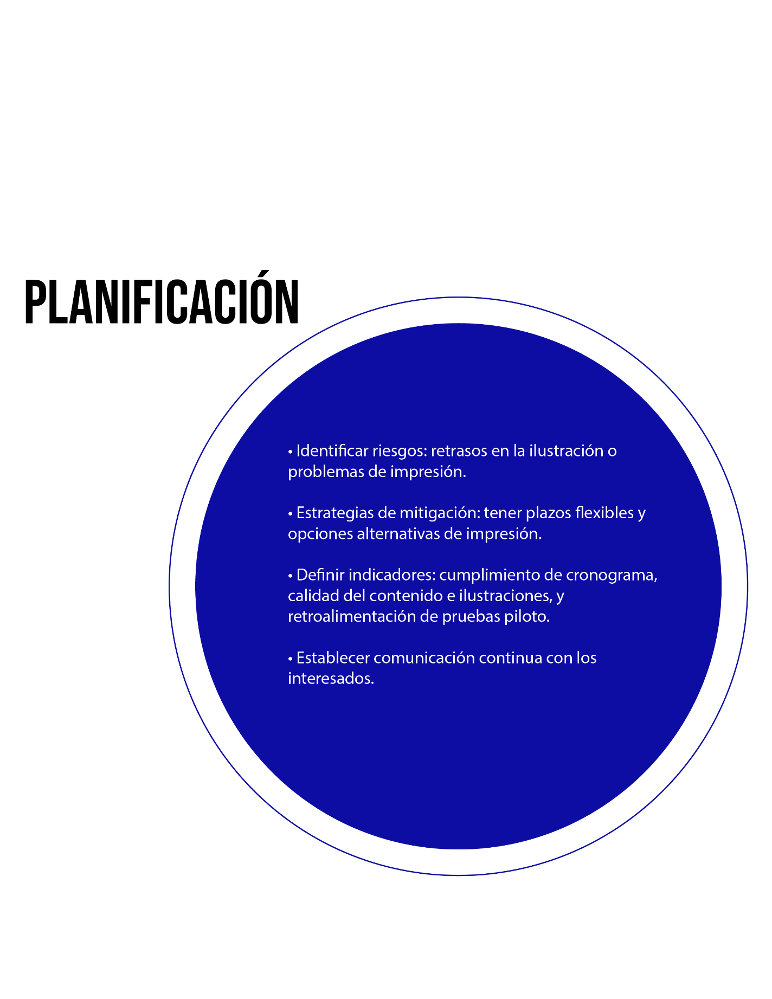 PLANIFICACIÓN
• Identificar riesgos: retrasos en la ilustración o
problemas de impresión.
• Estrategias de mitigación: tener plazos flexibles y
opciones alternativas de impresión.
• Definir indicadores: cumplimiento de cronograma,
calidad del contenido e ilustraciones, y
retroalimentación de pruebas piloto.
• Establecer comunicación continua con los
interesados.